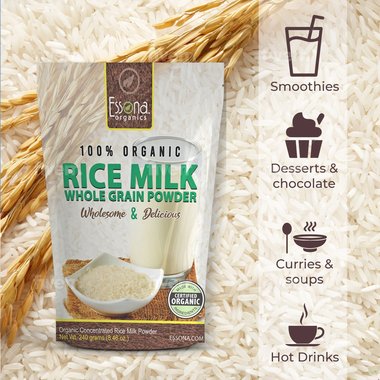 Essona
organics
100% ORGANIC
RICE MILK
WHOLE GRAIN POWDER
Wholesome & Delicious
CERTIFIED
ORGANIC
Organic Concentrated Rice Milk Powder
Net Wt. 240 grams (8.46 oz.)
ESSONA.COM
Smoothies
Desserts &
chocolate
Curries &
soups
Hot Drinks